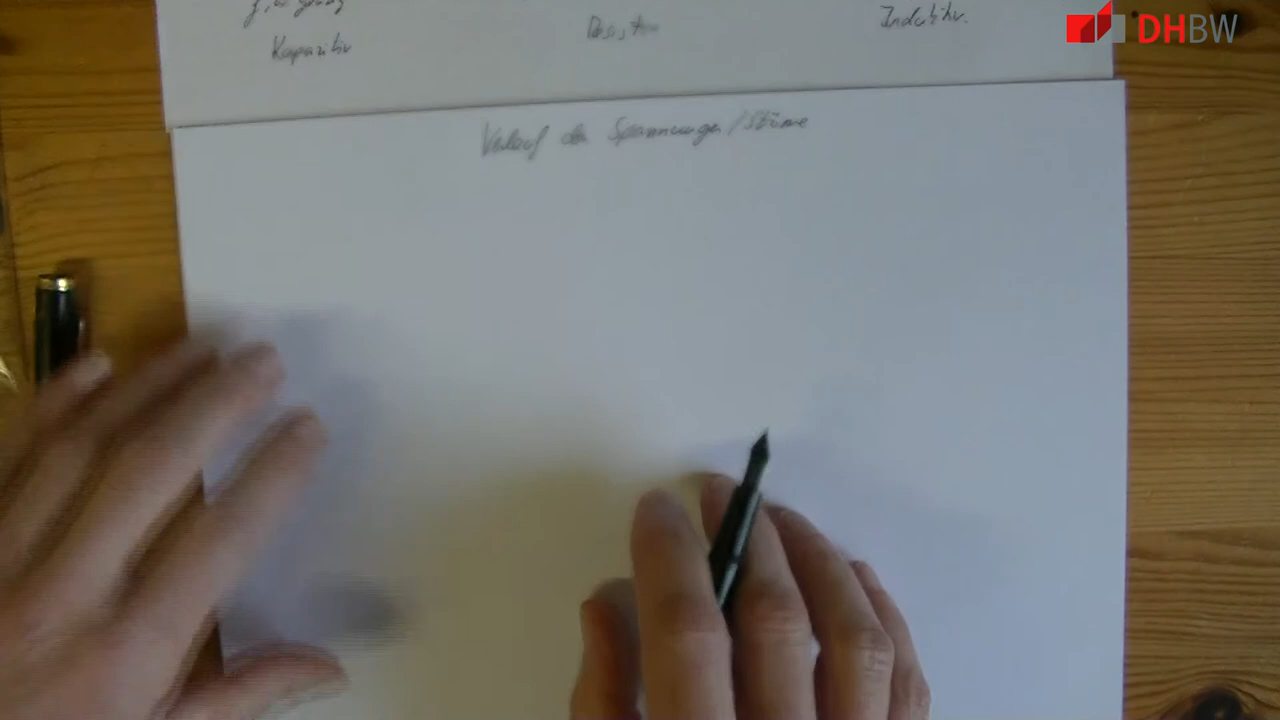 DHBW
Kapazitiv
Resistiv
Induktiv.
Verlauf der Spannungen/Ströme